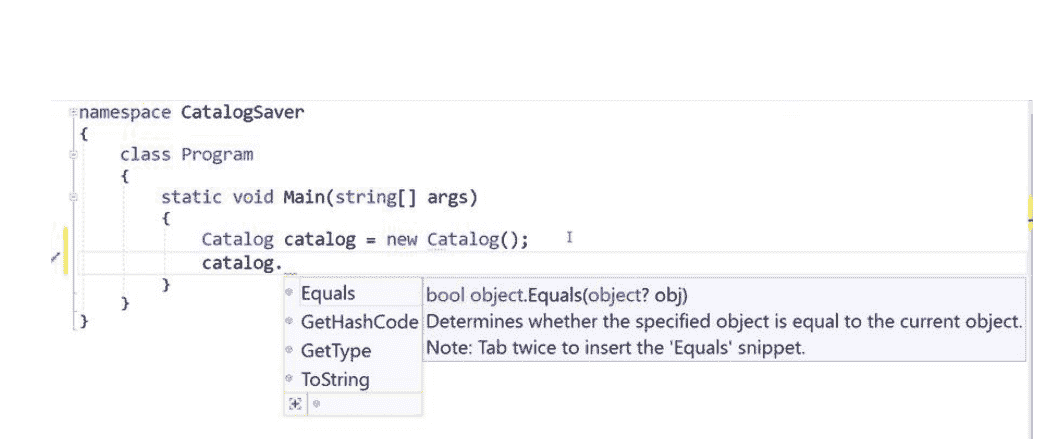 namespace CatalogSaver
{
class Program
{
static void Main(string[] args)
{
Catalog catalog = new Catalog();
catalog.
}
}
}
Equals
GetHashCode
GetType
ToString
bool object.Equals(object? obj)
Determines whether the specified object is equal to the current object.
Note: Tab twice to insert the 'Equals' snippet.